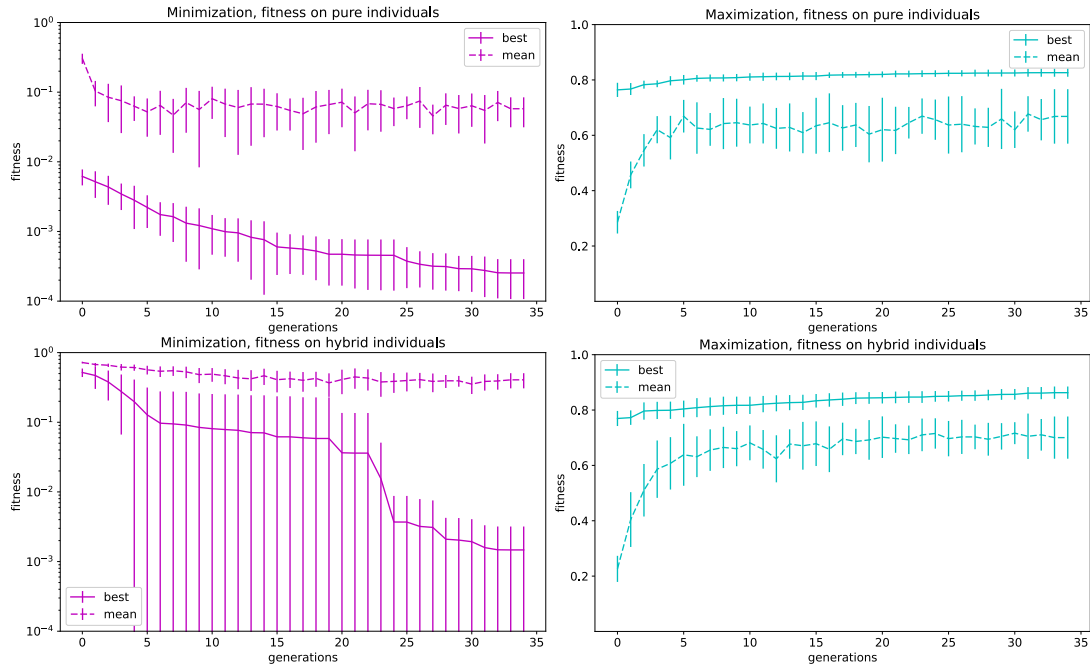 Minimization, fitness on pure individuals
10^0
10^-1
10^-2
10^-3
10^-4
fitness
best
mean
0 5 10 15 20 25 30 35
generations
Maximization, fitness on pure individuals
1.0
0.8
0.6
0.4
0.2
fitness
best
mean
0 5 10 15 20 25 30 35
generations
Minimization, fitness on hybrid individuals
10^0
10^-1
10^-2
10^-3
10^-4
fitness
best
mean
0 5 10 15 20 25 30 35
generations
Maximization, fitness on hybrid individuals
1.0
0.8
0.6
0.4
0.2
fitness
best
mean
0 5 10 15 20 25 30 35
generations